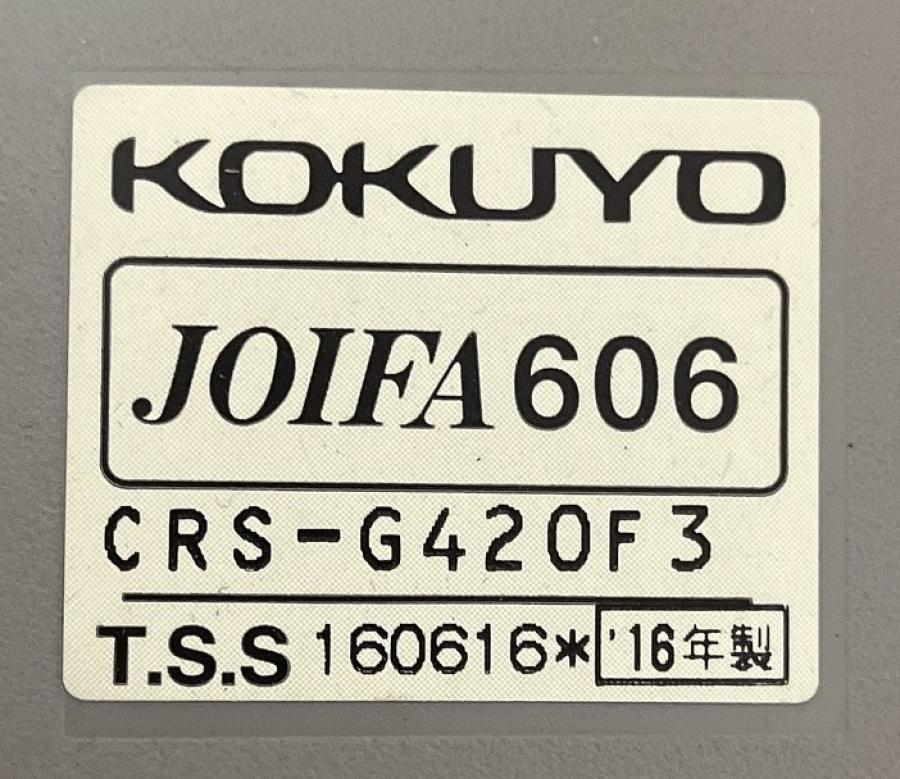 KOKUYO
JOIFA 606
CRS-G420F3
T.S.S 160616* '16年製